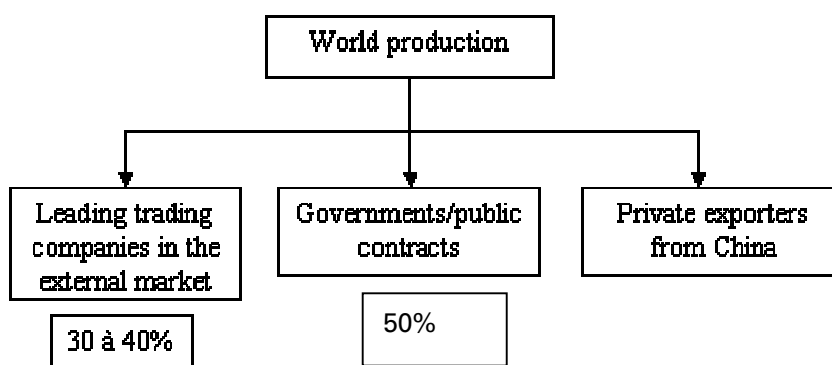 World production
Leading trading
companies in the
external market
Governments/public
contracts
Private exporters
from China
30 à 40%
50%